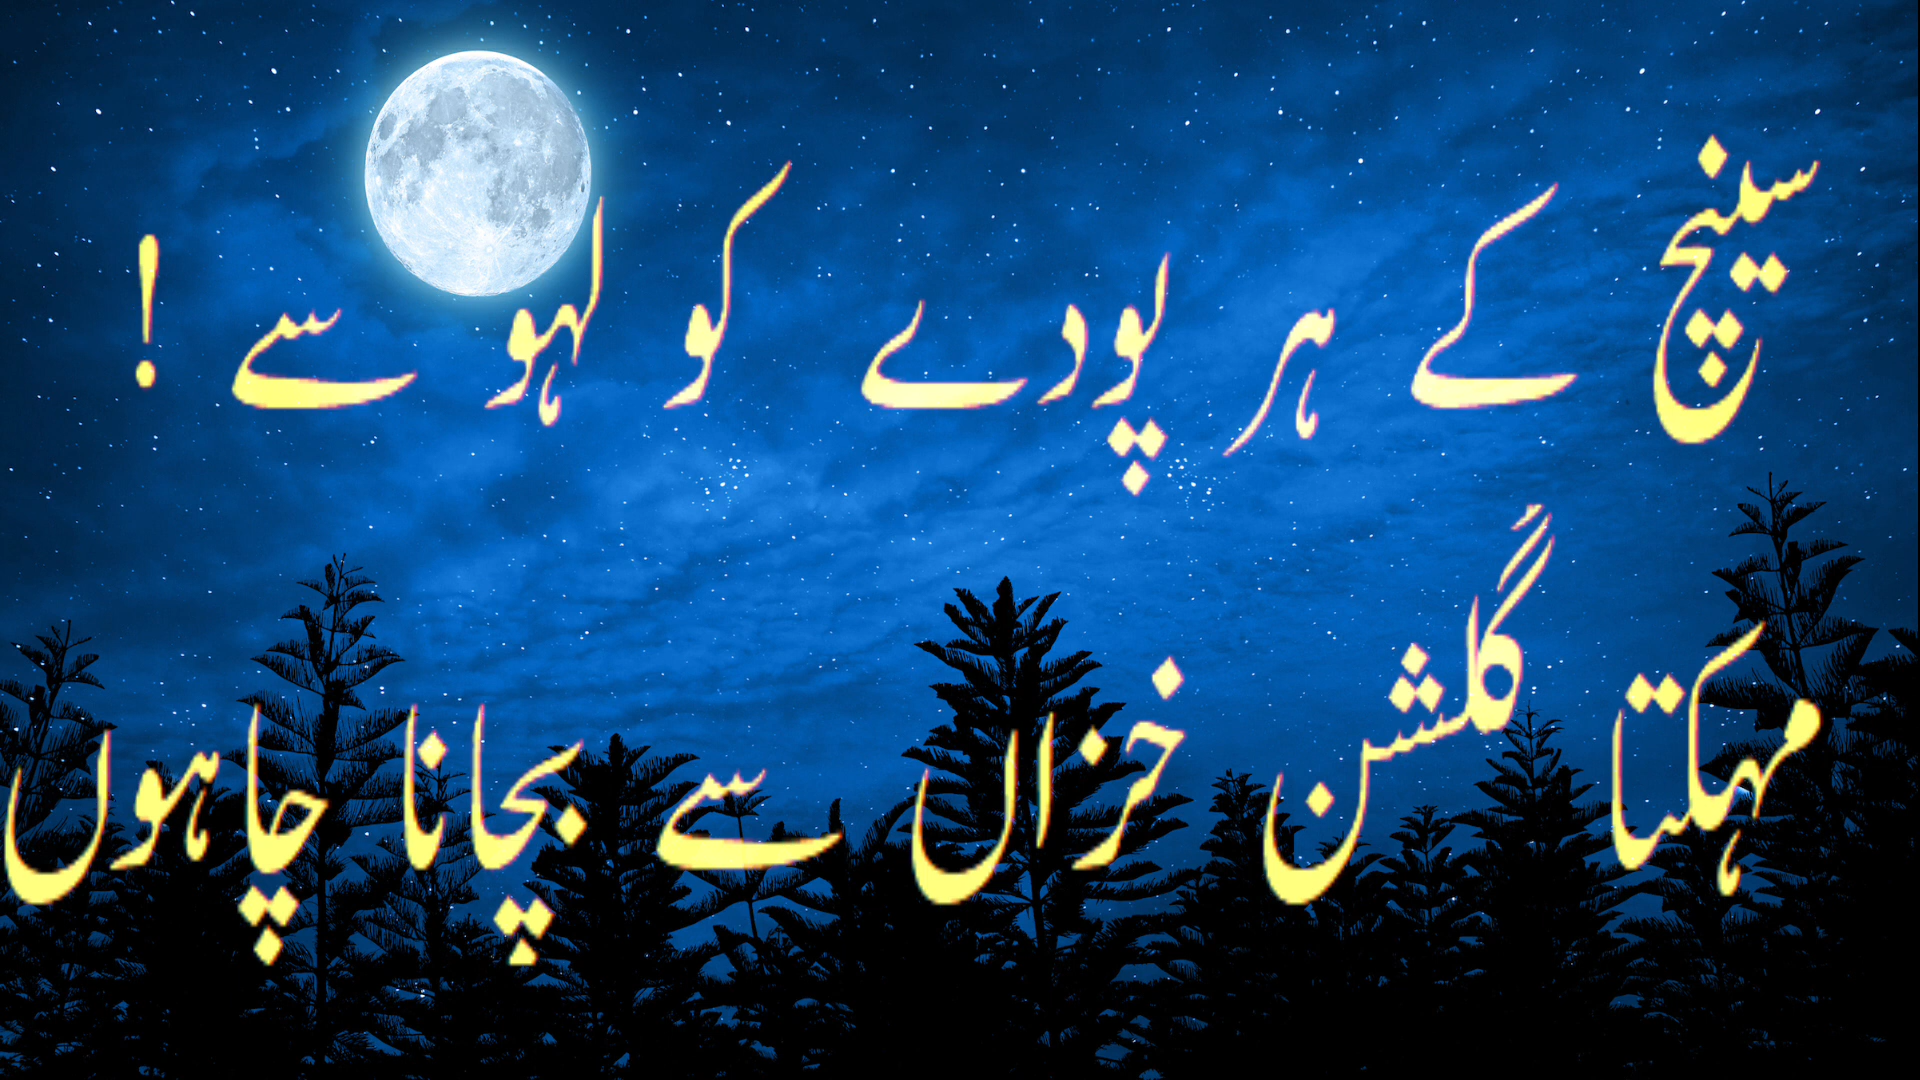 سینچ کے ہر پودے کو لہو سے !
مہکتا گلشن خزاں سے بچانا چاہوں